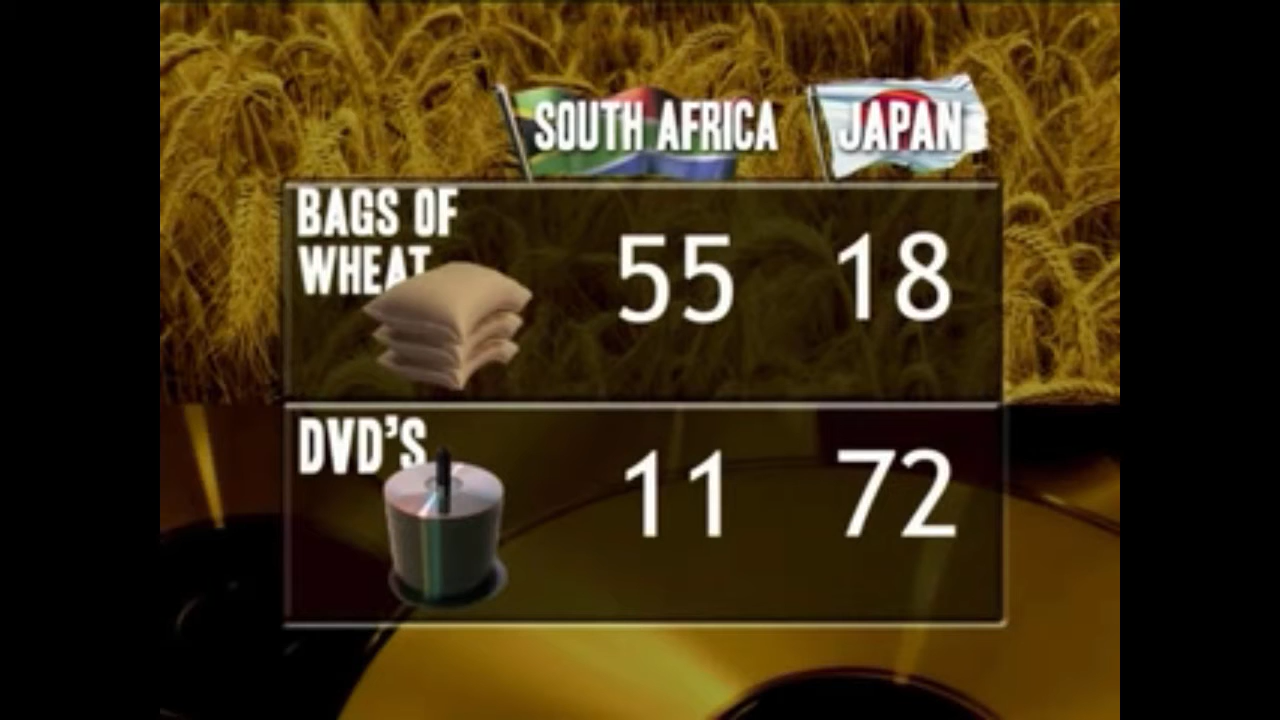 SOUTH AFRICA JAPAN
BAGS OF
WHEAT
55 18
DVD'S
11 72